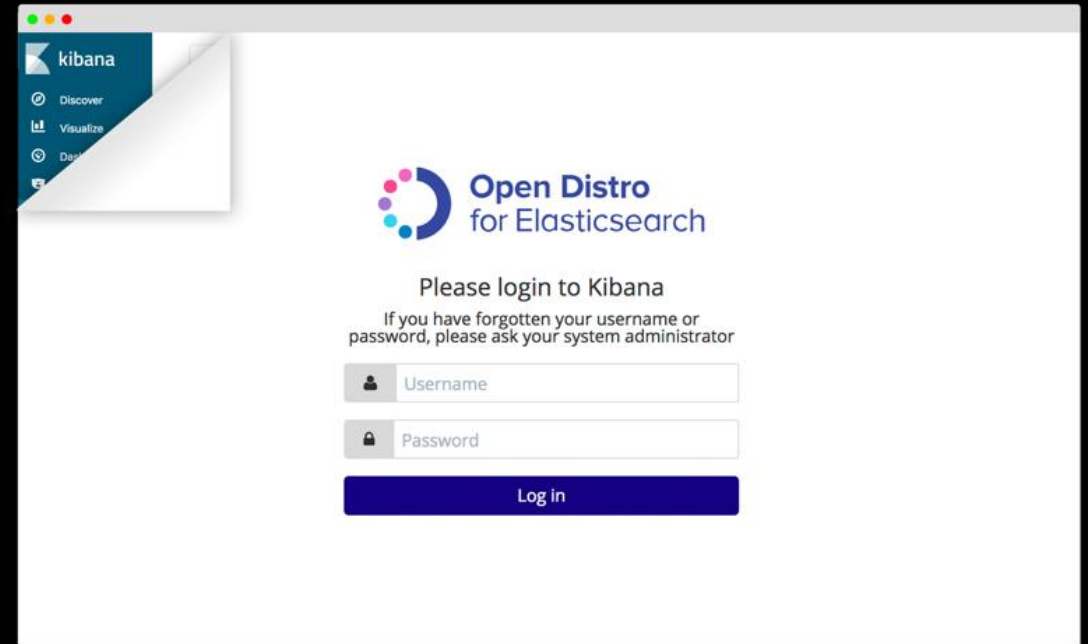 kibana
Discover
Visualize
Open Distro
for Elasticsearch
Please login to Kibana
If you have forgotten your username or
password, please ask your system administrator
Username
Password
Log in